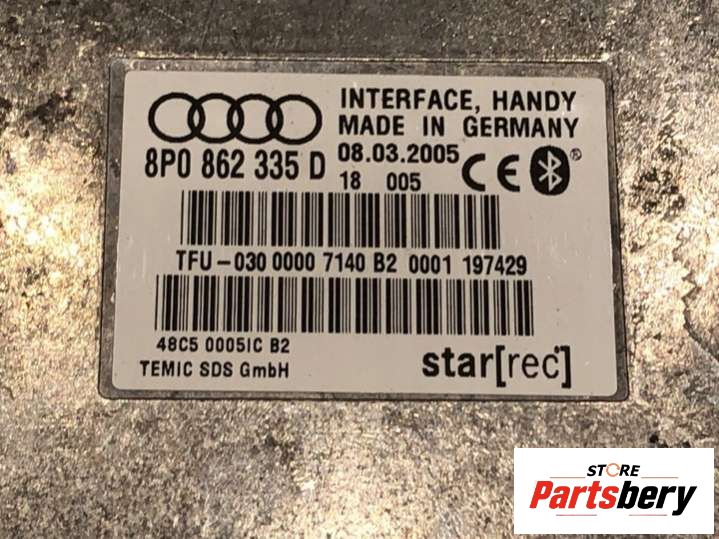 INTERFACE, HANDY
MADE IN GERMANY
8P0 862 335 D
08.03.2005
18 005
CE
®
TFU-030 0000 7140 B2 0001 197429
48C5 0005IC B2
TEMIC SDS GmbH
star[rec]
STORE
Partsbery